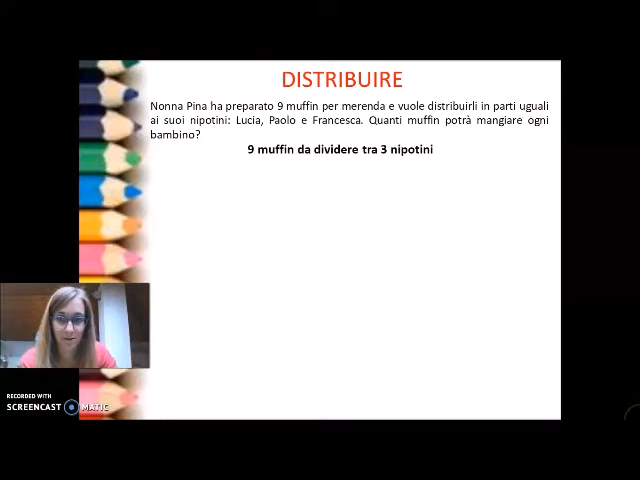 DISTRIBUIRE
Nonna Pina ha preparato 9 muffin per merenda e vuole distribuirli in parti uguali
ai suoi nipotini: Lucia, Paolo e Francesca. Quanti muffin potrà mangiare ogni
bambino?
9 muffin da dividere tra 3 nipotini
RECORDED WITH
SCREENCAST MATIC